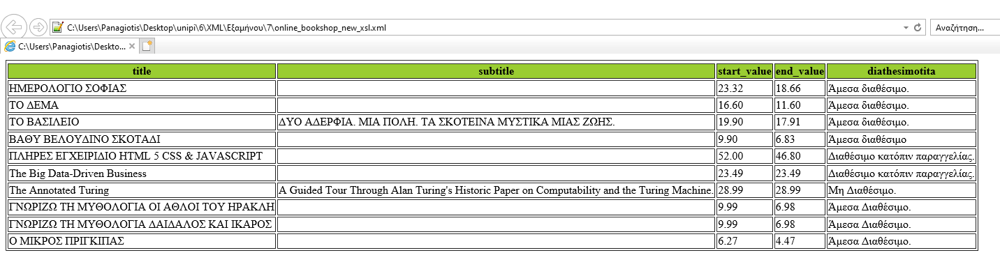 C:\Users\Panagiotis\Desktop\unipi\6\XML\Εξαμήνου\7\online_bookshop_new_xsl.xml Αναζήτηση...
C:\Users\Panagiotis\Deskto...
title subtitle start_value end_value diathesimotita
ΗΜΕΡΟΛΟΓΙΟ ΣΟΦΙΑΣ 23.32 18.66 Άμεσα διαθέσιμο.
ΤΟ ΔΕΜΑ 16.60 11.60 Άμεσα διαθέσιμο.
ΤΟ ΒΑΣΙΛΕΙΟ ΔΥΟ ΑΔΕΡΦΙΑ. ΜΙΑ ΠΟΛΗ. ΤΑ ΣΚΟΤΕΙΝΑ ΜΥΣΤΙΚΑ ΜΙΑΣ ΖΩΗΣ. 19.90 17.91 Άμεσα διαθέσιμο.
ΒΑΘΥ ΒΕΛΟΥΔΙΝΟ ΣΚΟΤΑΔΙ 9.90 6.83 Άμεσα διαθέσιμο
ΠΛΗΡΕΣ ΕΓΧΕΙΡΙΔΙΟ HTML 5 CSS & JAVASCRIPT 52.00 46.80 Διαθέσιμο κατόπιν παραγγελίας.
The Big Data-Driven Business 23.49 23.49 Διαθέσιμο κατόπιν παραγγελίας.
The Annotated Turing A Guided Tour Through Alan Turing's Historic Paper on Computability and the Turing Machine. 28.99 28.99 Μη Διαθέσιμο.
ΓΝΩΡΙΖΩ ΤΗ ΜΥΘΟΛΟΓΙΑ ΟΙ ΑΘΛΟΙ ΤΟΥ ΗΡΑΚΛΗ 9.99 6.98 Άμεσα Διαθέσιμο.
ΓΝΩΡΙΖΩ ΤΗ ΜΥΘΟΛΟΓΙΑ ΔΑΙΔΑΛΟΣ ΚΑΙ ΙΚΑΡΟΣ 9.99 6.98 Άμεσα Διαθέσιμο.
Ο ΜΙΚΡΟΣ ΠΡΙΓΚΙΠΑΣ 6.27 4.47 Άμεσα Διαθέσιμο.